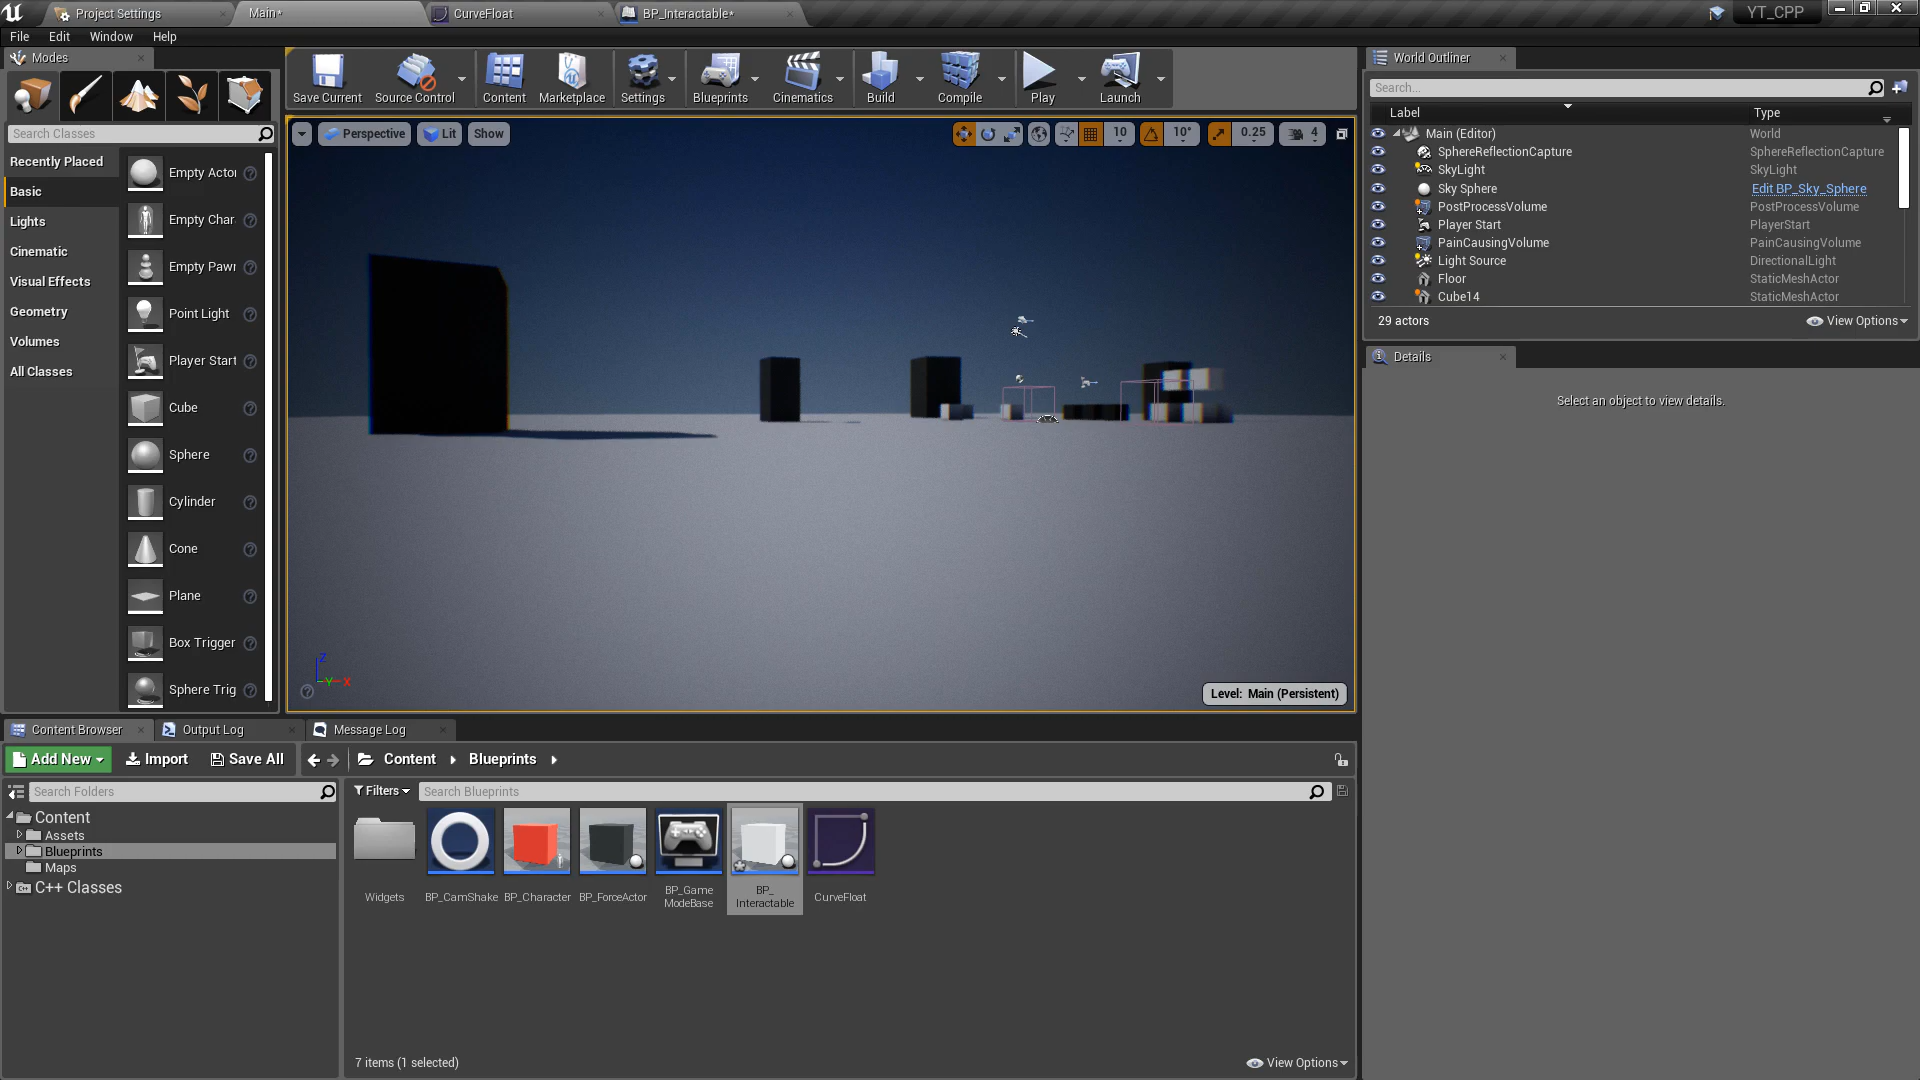 Project Settings
Main*
CurveFloat
BP_Interactable*
YT_CPP
File
Edit
Window
Help
Modes
Search Classes
Recently Placed
Basic
Lights
Cinematic
Visual Effects
Geometry
Volumes
All Classes
Empty Actor
Empty Char
Empty Pawn
Point Light
Player Start
Cube
Sphere
Cylinder
Cone
Plane
Box Trigger
Sphere Trig
Save Current
Source Control
Content
Marketplace
Settings
Blueprints
Cinematics
Build
Compile
Play
Launch
Perspective
Lit
Show
10
10°
0.25
4
Z
Y
X
Level: Main (Persistent)
World Outliner
Search...
Label
Type
Main (Editor)
World
SphereReflectionCapture
SphereReflectionCapture
SkyLight
SkyLight
Sky Sphere
Edit BP_Sky_Sphere
PostProcessVolume
PostProcessVolume
Player Start
PlayerStart
PainCausingVolume
PainCausingVolume
Light Source
DirectionalLight
Floor
StaticMeshActor
Cube14
StaticMeshActor
29 actors
View Options
Details
Select an object to view details.
Content Browser
Output Log
Message Log
Add New
Import
Save All
Content
Blueprints
Search Folders
Filters
Search Blueprints
Content
Assets
Blueprints
Maps
C++ Classes
Widgets
BP_CamShake
BP_Character
BP_ForceActor
BP_Game
ModeBase
BP_
Interactable
CurveFloat
7 items (1 selected)
View Options